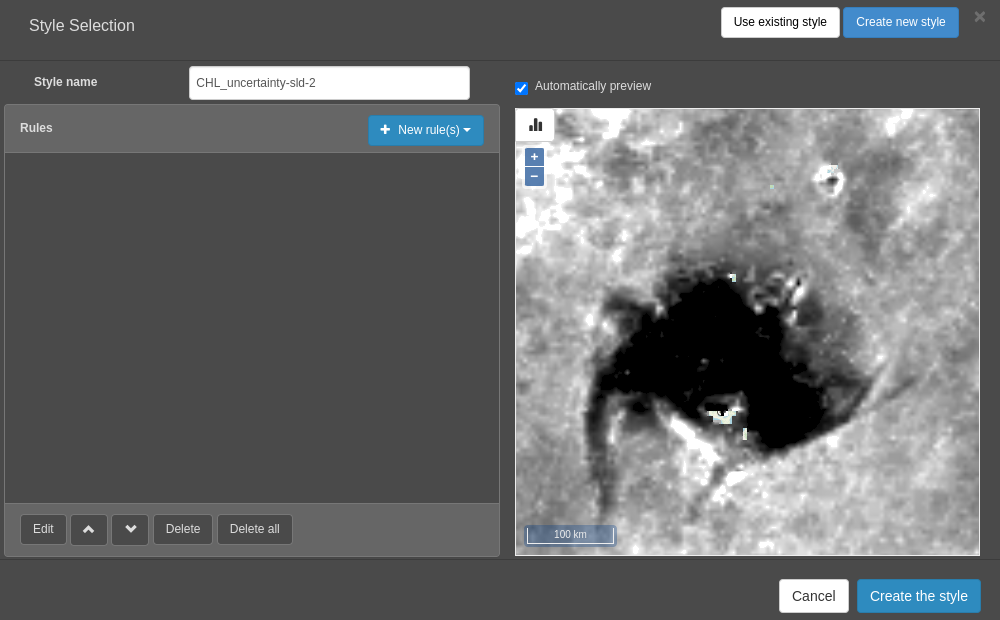 Style Selection
Use existing style
Create new style
×
Style name
CHL_uncertainty-sld-2
Automatically preview
Rules
New rule(s)
+
−
Edit
Delete
Delete all
100 km
Cancel
Create the style